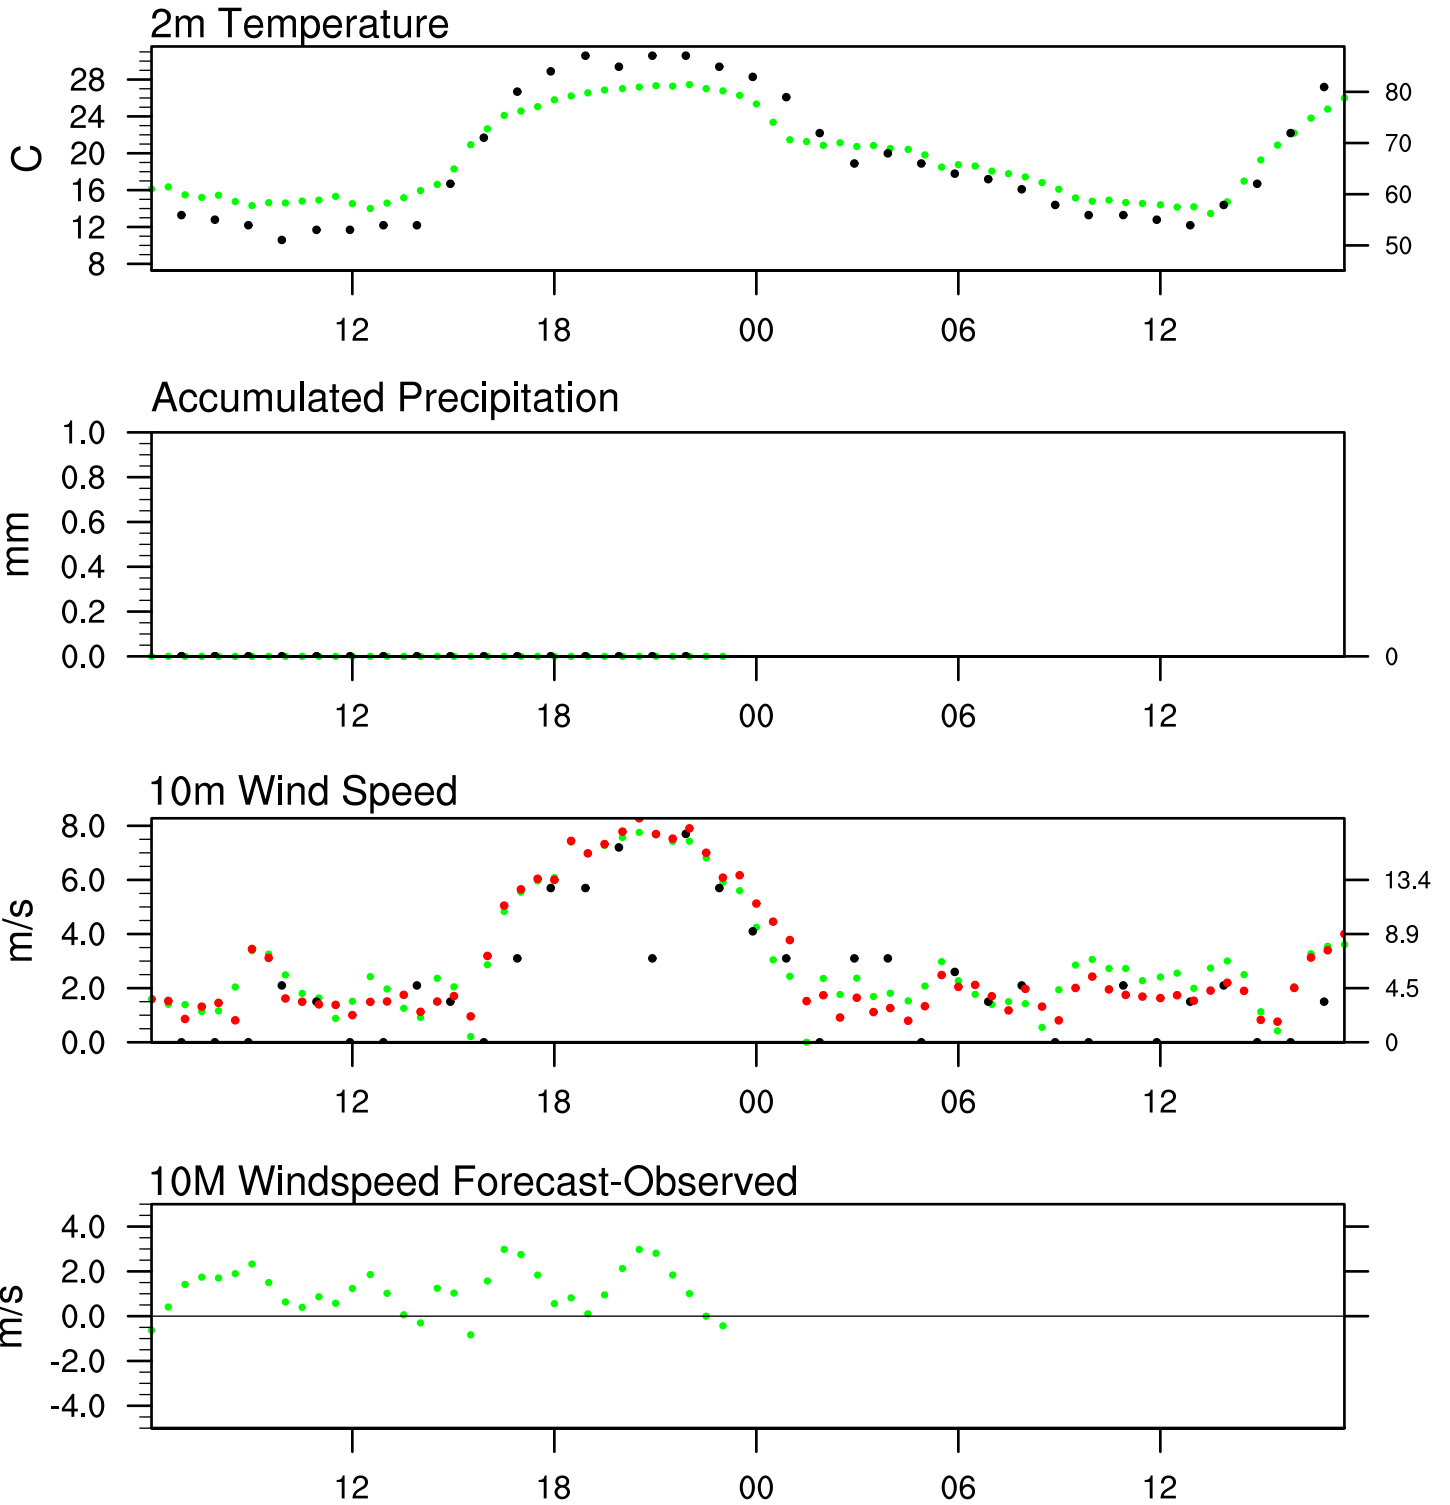 2m Temperature
C
28
24
20
16
12
8
80
70
60
50
12 18 00 06 12
Accumulated Precipitation
mm
1.0
0.8
0.6
0.4
0.2
0.0
0
12 18 00 06 12
10m Wind Speed
m/s
8.0
6.0
4.0
2.0
0.0
13.4
8.9
4.5
0
12 18 00 06 12
10M Windspeed Forecast-Observed
m/s
4.0
2.0
0.0
-2.0
-4.0
12 18 00 06 12